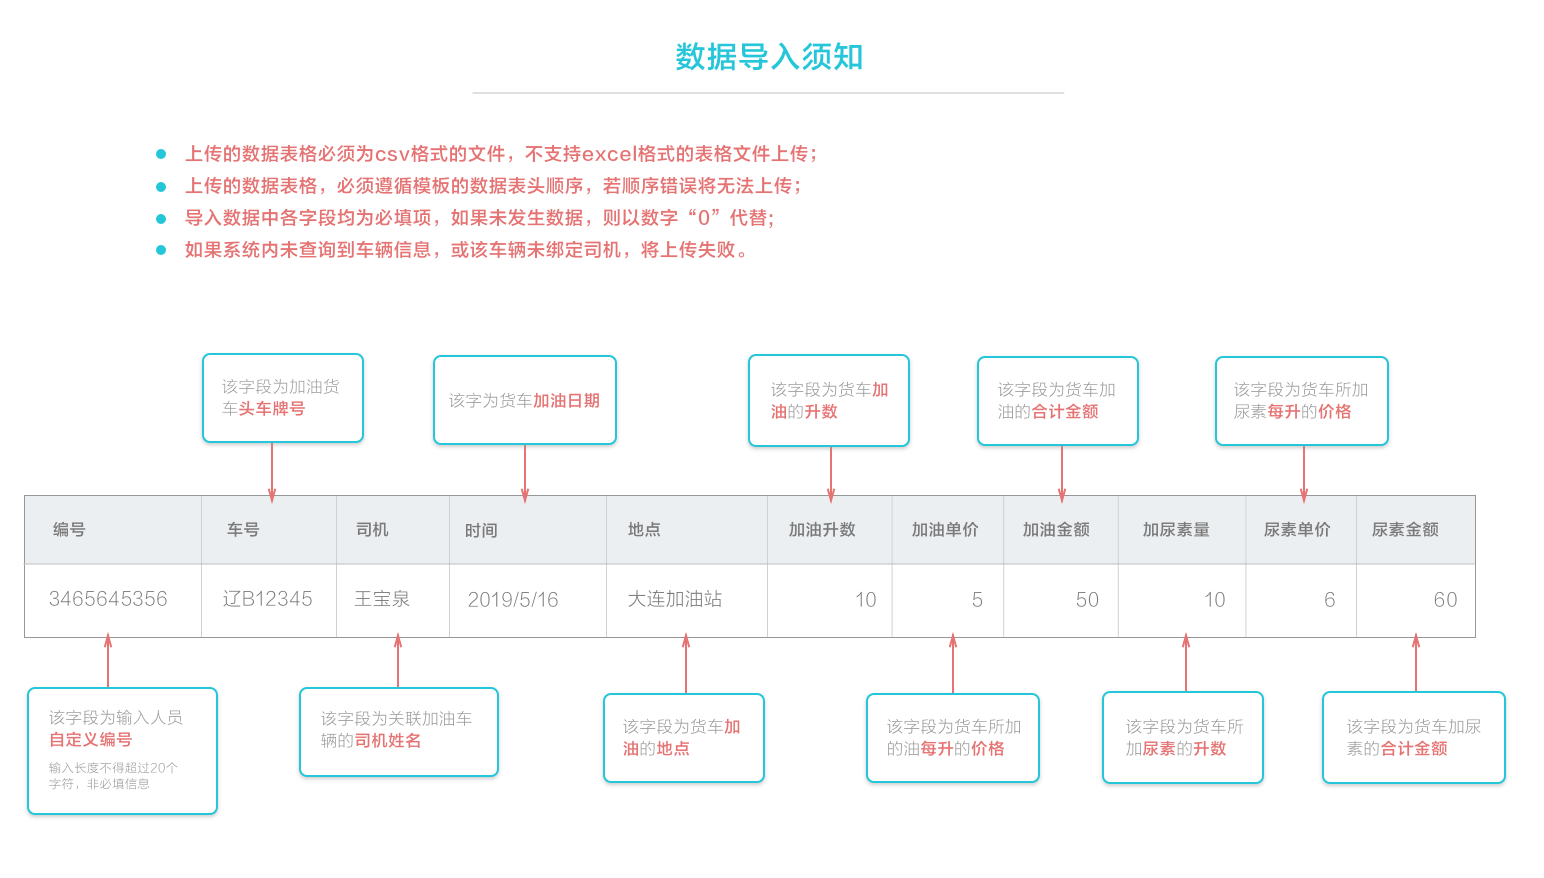 数据导入须知
上传的数据表格必须为csv格式的文件，不支持excel格式的表格文件上传；
上传的数据表格，必须遵循模板的数据表头顺序，若顺序错误将无法上传；
导入数据中各字段均为必填项，如果未发生数据，则以数字“0”代替；
如果系统内未查询到车辆信息，或该车辆未绑定司机，将上传失败。
该字段为加油货
车头车牌号
该字为货车加油日期
该字段为货车加
油的升数
该字段为货车加
油的合计金额
该字段为货车所加
尿素每升的价格
编号 车号 司机 时间 地点 加油升数 加油单价 加油金额 加尿素量 尿素单价 尿素金额
3465645356 辽B12345 王宝泉 2019/5/16 大连加油站 10 5 50 10 6 60
该字段为输入人员
自定义编号
输入长度不得超过20个
字符，非必填信息
该字段为关联加油车
辆的司机姓名
该字段为货车加
油的地点
该字段为货车所加
的油每升的价格
该字段为货车所
加尿素的升数
该字段为货车加尿
素的合计金额